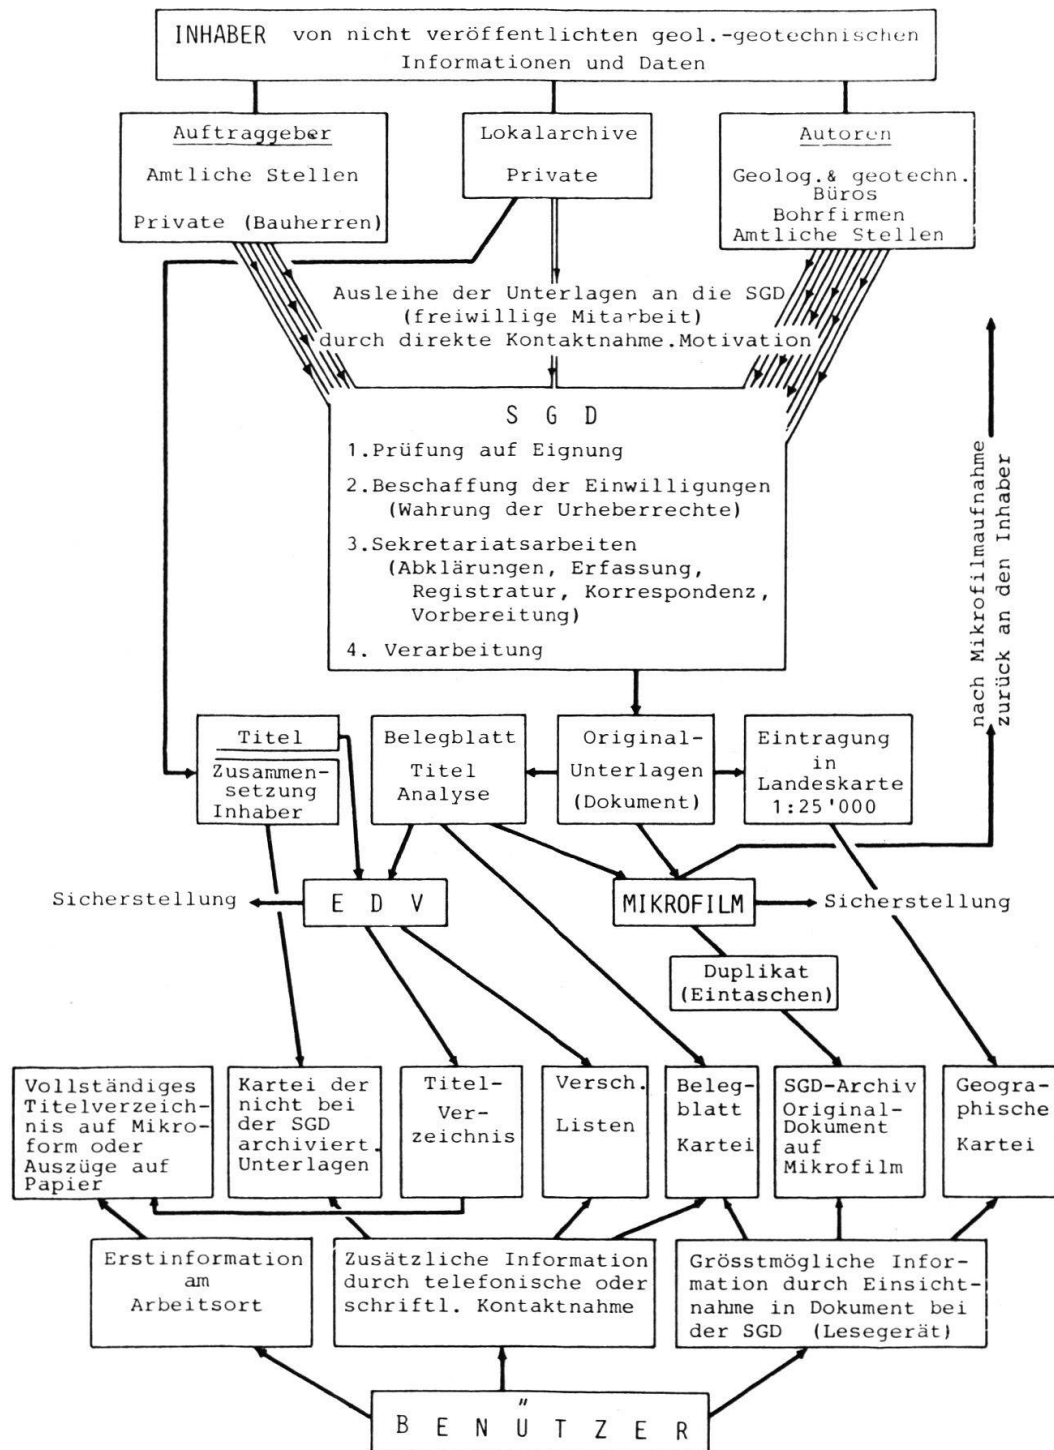 INHABER von nicht veröffentlichten geol.-geotechnischen
Informationen und Daten
Auftraggeber
Amtliche Stellen
Private (Bauherren)
Lokalarchive
Private
Autoren
Geolog.& geotechn.
Büros
Bohrfirmen
Amtliche Stellen
Ausleihe der Unterlagen an die SGD
(freiwillige Mitarbeit)
durch direkte Kontaktnahme.Motivation
S G D
1.Prüfung auf Eignung
2.Beschaffung der Einwilligungen
(Wahrung der Urheberrechte)
3.Sekretariatsarbeiten
(Abklärungen, Erfassung,
Registratur, Korrespondenz,
Vorbereitung)
4. Verarbeitung
nach Mikrofilmaufnahme
zurück an den Inhaber
Titel
Zusammen-
setzung
Inhaber
Belegblatt
Titel
Analyse
Original-
Unterlagen
(Dokument)
Eintragung
in
Landeskarte
1:25'000
Sicherstellung
E D V
MIKROFILM
Sicherstellung
Duplikat
(Eintaschen)
Vollständiges
Titelverzeich-
nis auf Mikro-
form oder
Auszüge auf
Papier
Kartei der
nicht bei
der SGD
archiviert.
Unterlagen
Titel-
Ver-
zeichnis
Versch.
Listen
Beleg-
blatt
Kartei
SGD-Archiv
Original-
Dokument
auf
Mikrofilm
Geogra-
phische
Kartei
Erstinformation
am
Arbeitsort
Zusätzliche Information
durch telefonische oder
schriftl. Kontaktnahme
Grösstmögliche Infor-
mation durch Einsicht-
nahme in Dokument bei
der SGD (Lesegerät)
B E N Ü T Z E R